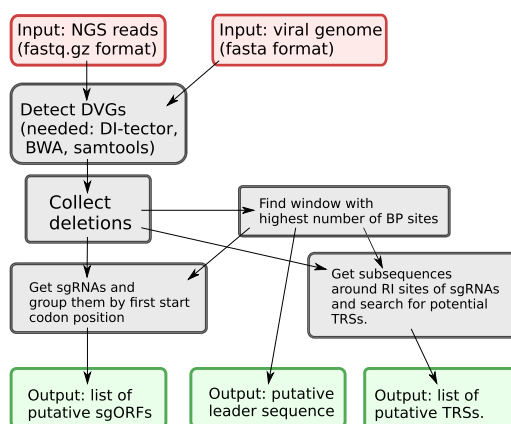 Input: NGS reads
(fastq.gz format)
Input: viral genome
(fasta format)
Detect DVGs
(needed: DI-tector,
BWA, samtools)
Collect
deletions
Find window with
highest number of BP sites
Get sgRNAs and
group them by first start
codon position
Get subsequences
around RI sites of sgRNAs
and search for potential
TRSs.
Output: list of
putative sgORFs
Output: putative
leader sequence
Output: list of
putative TRSs.